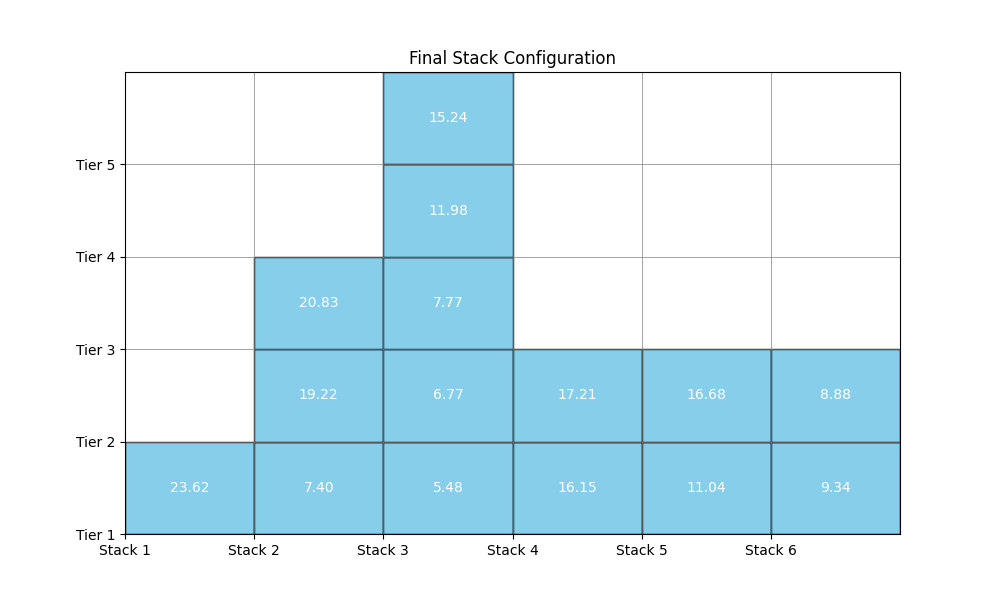 Final Stack Configuration
15.24
Tier 5
11.98
Tier 4
20.83 7.77
Tier 3
19.22 6.77 17.21 16.68 8.88
Tier 2
23.62 7.40 5.48 16.15 11.04 9.34
Tier 1
Stack 1 Stack 2 Stack 3 Stack 4 Stack 5 Stack 6